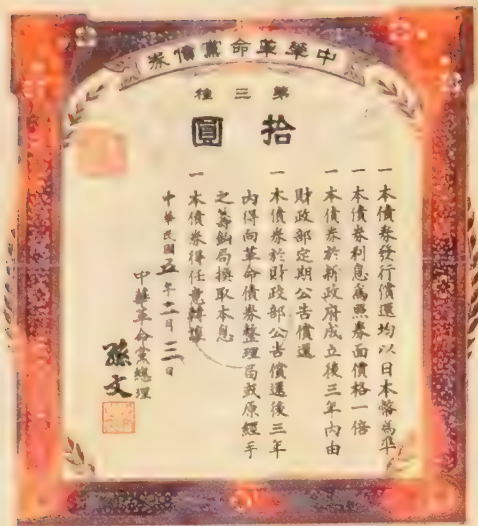 中華革命黨債券
第三種
拾圓
一本債券發行償還均以日本幣為準
一本債券利息為照券面價格一倍
一本債券於新政府成立後三年內由
財政部定期公告償還
一本債券於財政部公告償還後三年
內得向革命債券整理局或原經手
之籌餉局換取本息
一本債券得任意轉讓
中華民國五年二月三日
中華革命黨總理
孫文